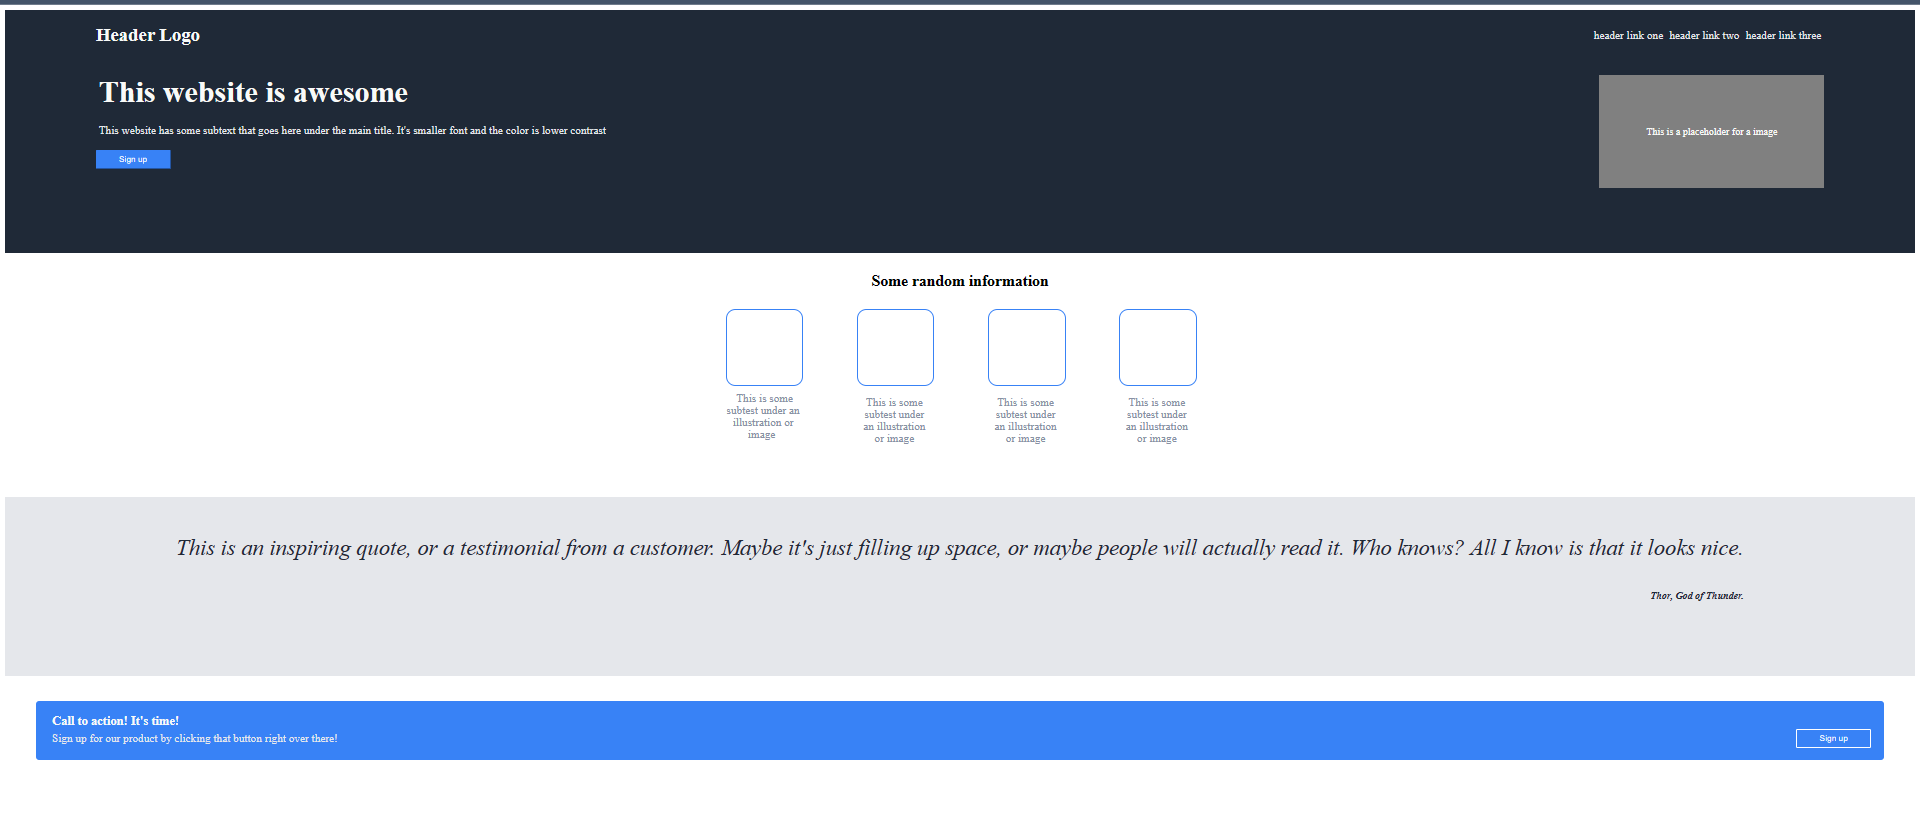 Header Logo
header link one header link two header link three
This website is awesome
This website has some subtext that goes here under the main title. It's smaller font and the color is lower contrast
Sign up
This is a placeholder for a image
Some random information
This is some
subtest under an
illustration or
image
This is some
subtest under
an illustration
or image
This is some
subtest under
an illustration
or image
This is some
subtest under
an illustration
or image
This is an inspiring quote, or a testimonial from a customer. Maybe it's just filling up space, or maybe people will actually read it. Who knows? All I know is that it looks nice.
Thor, God of Thunder.
Call to action! It's time!
Sign up for our product by clicking that button right over there!
Sign up